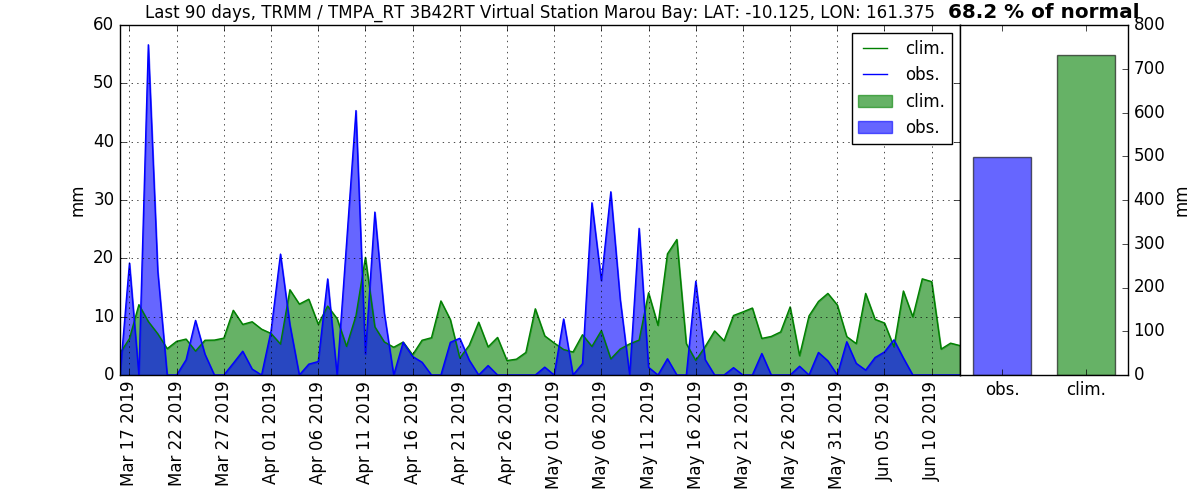 Last 90 days, TRMM / TMPA_RT 3B42RT Virtual Station Marou Bay: LAT: -10.125, LON: 161.375
68.2 % of normal
60
50
40
30
20
10
0
mm
clim.
obs.
clim.
obs.
Mar 17 2019
Mar 22 2019
Mar 27 2019
Apr 01 2019
Apr 06 2019
Apr 11 2019
Apr 16 2019
Apr 21 2019
Apr 26 2019
May 01 2019
May 06 2019
May 11 2019
May 16 2019
May 21 2019
May 26 2019
May 31 2019
Jun 05 2019
Jun 10 2019
800
700
600
500
400
300
200
100
0
mm
obs.
clim.